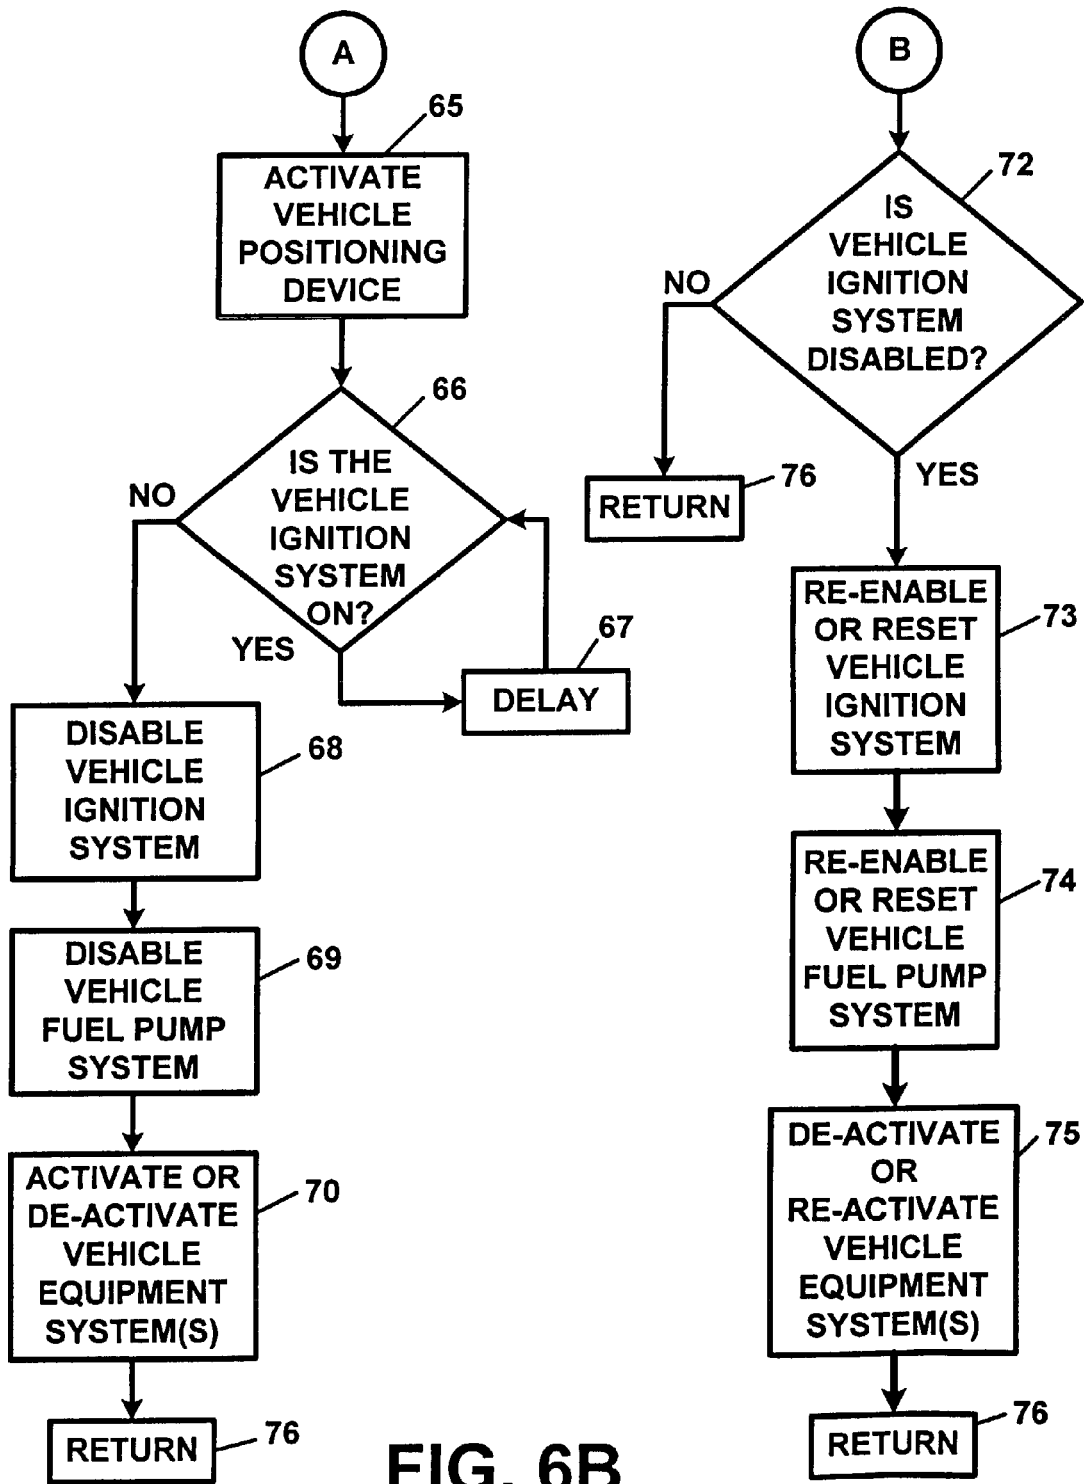 A
65
ACTIVATE
VEHICLE
POSITIONING
DEVICE
66
IS THE
VEHICLE
IGNITION
SYSTEM
ON?
NO
YES
67
DELAY
DISABLE
VEHICLE
IGNITION
SYSTEM
68
DISABLE
VEHICLE
FUEL PUMP
SYSTEM
69
ACTIVATE OR
DE-ACTIVATE
VEHICLE
EQUIPMENT
SYSTEM(S)
70
RETURN
76
B
72
IS
VEHICLE
IGNITION
SYSTEM
DISABLED?
NO
RETURN
76
YES
RE-ENABLE
OR RESET
VEHICLE
IGNITION
SYSTEM
73
RE-ENABLE
OR RESET
VEHICLE
FUEL PUMP
SYSTEM
74
DE-ACTIVATE
OR
RE-ACTIVATE
VEHICLE
EQUIPMENT
SYSTEM(S)
75
RETURN
76
FIG. 6B